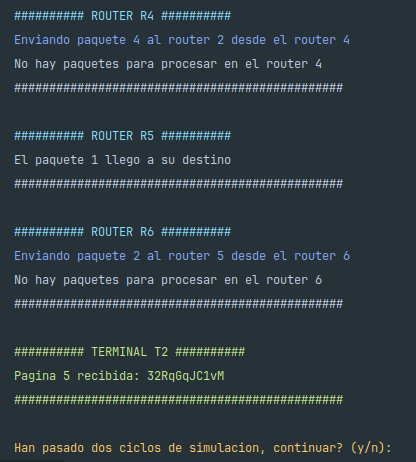 ########## ROUTER R4 ##########
Enviando paquete 4 al router 2 desde el router 4
No hay paquetes para procesar en el router 4
###############################################
########## ROUTER R5 ##########
El paquete 1 llego a su destino
###############################################
########## ROUTER R6 ##########
Enviando paquete 2 al router 5 desde el router 6
No hay paquetes para procesar en el router 6
###############################################
########## TERMINAL T2 ##########
Pagina 5 recibida: 32RqGqJC1vM
###############################################
Han pasado dos ciclos de simulacion, continuar? (y/n):